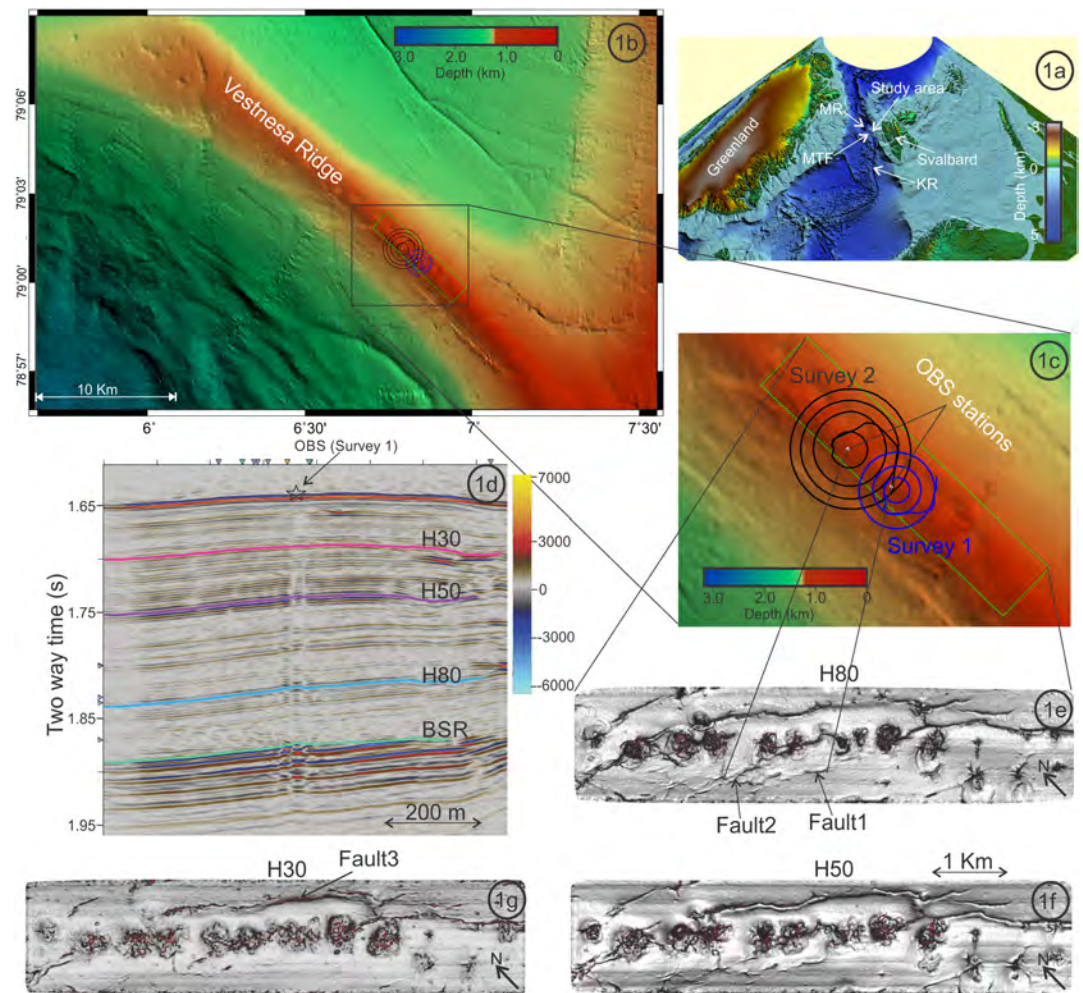 1b
3.0
2.0
1.0
0
Depth (km)
Vestnesa Ridge
79°06'
79°03'
79°00'
78°57'
10 Km
6°
6°30'
7°
7°30'
1a
Study area
MR
MTF
Greenland
Svalbard
KR
Depth (km)
-3
0
5
1c
Survey 2
OBS stations
Survey 1
3.0
2.0
1.0
0
Depth (km)
OBS (Survey 1)
1d
Two way time (s)
1.65
1.75
1.85
1.95
H30
H50
H80
BSR
200 m
7000
3000
0
-3000
-6000
H80
1e
N
Fault2
Fault1
H30
Fault3
1g
N
H50
1 Km
1f
N